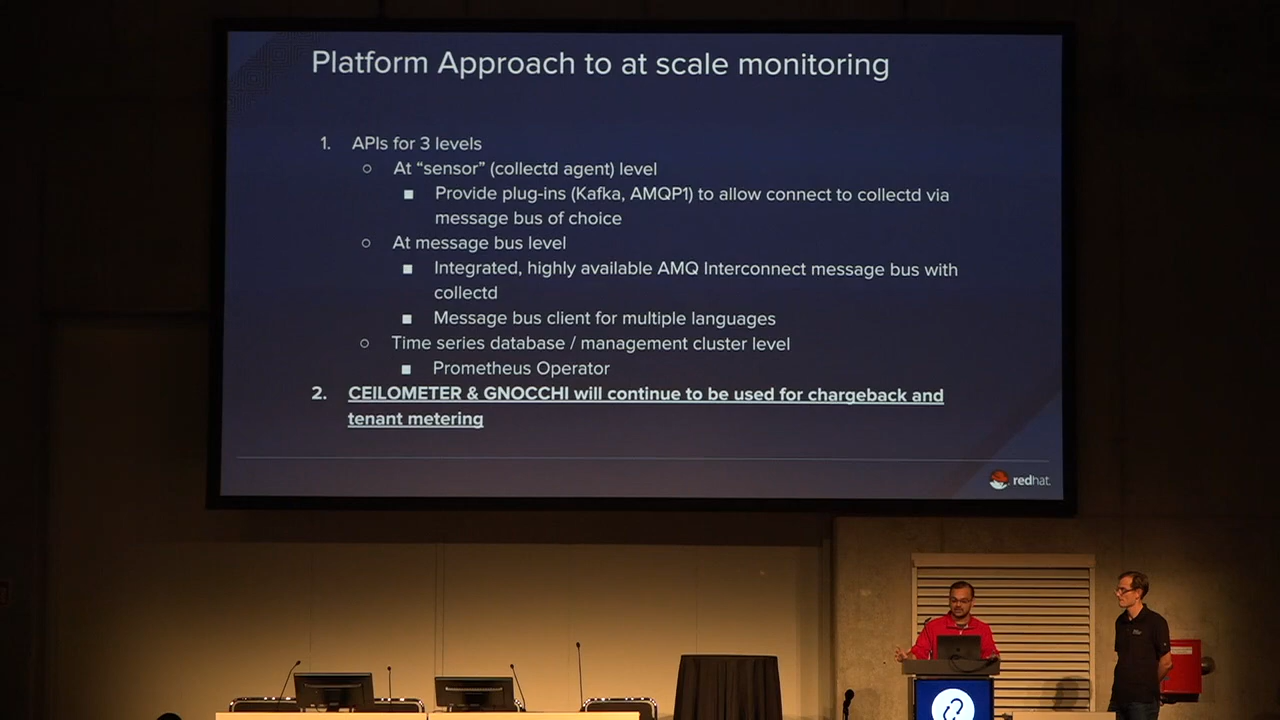 Platform Approach to at scale monitoring
1. APIs for 3 levels
○ At “sensor” (collectd agent) level
■ Provide plug-ins (Kafka, AMQP1) to allow connect to collectd via
message bus of choice
○ At message bus level
■ Integrated, highly available AMQ Interconnect message bus with
collectd
■ Message bus client for multiple languages
○ Time series database / management cluster level
■ Prometheus Operator
2. CEILOMETER & GNOCCHI will continue to be used for chargeback and
tenant metering
redhat.